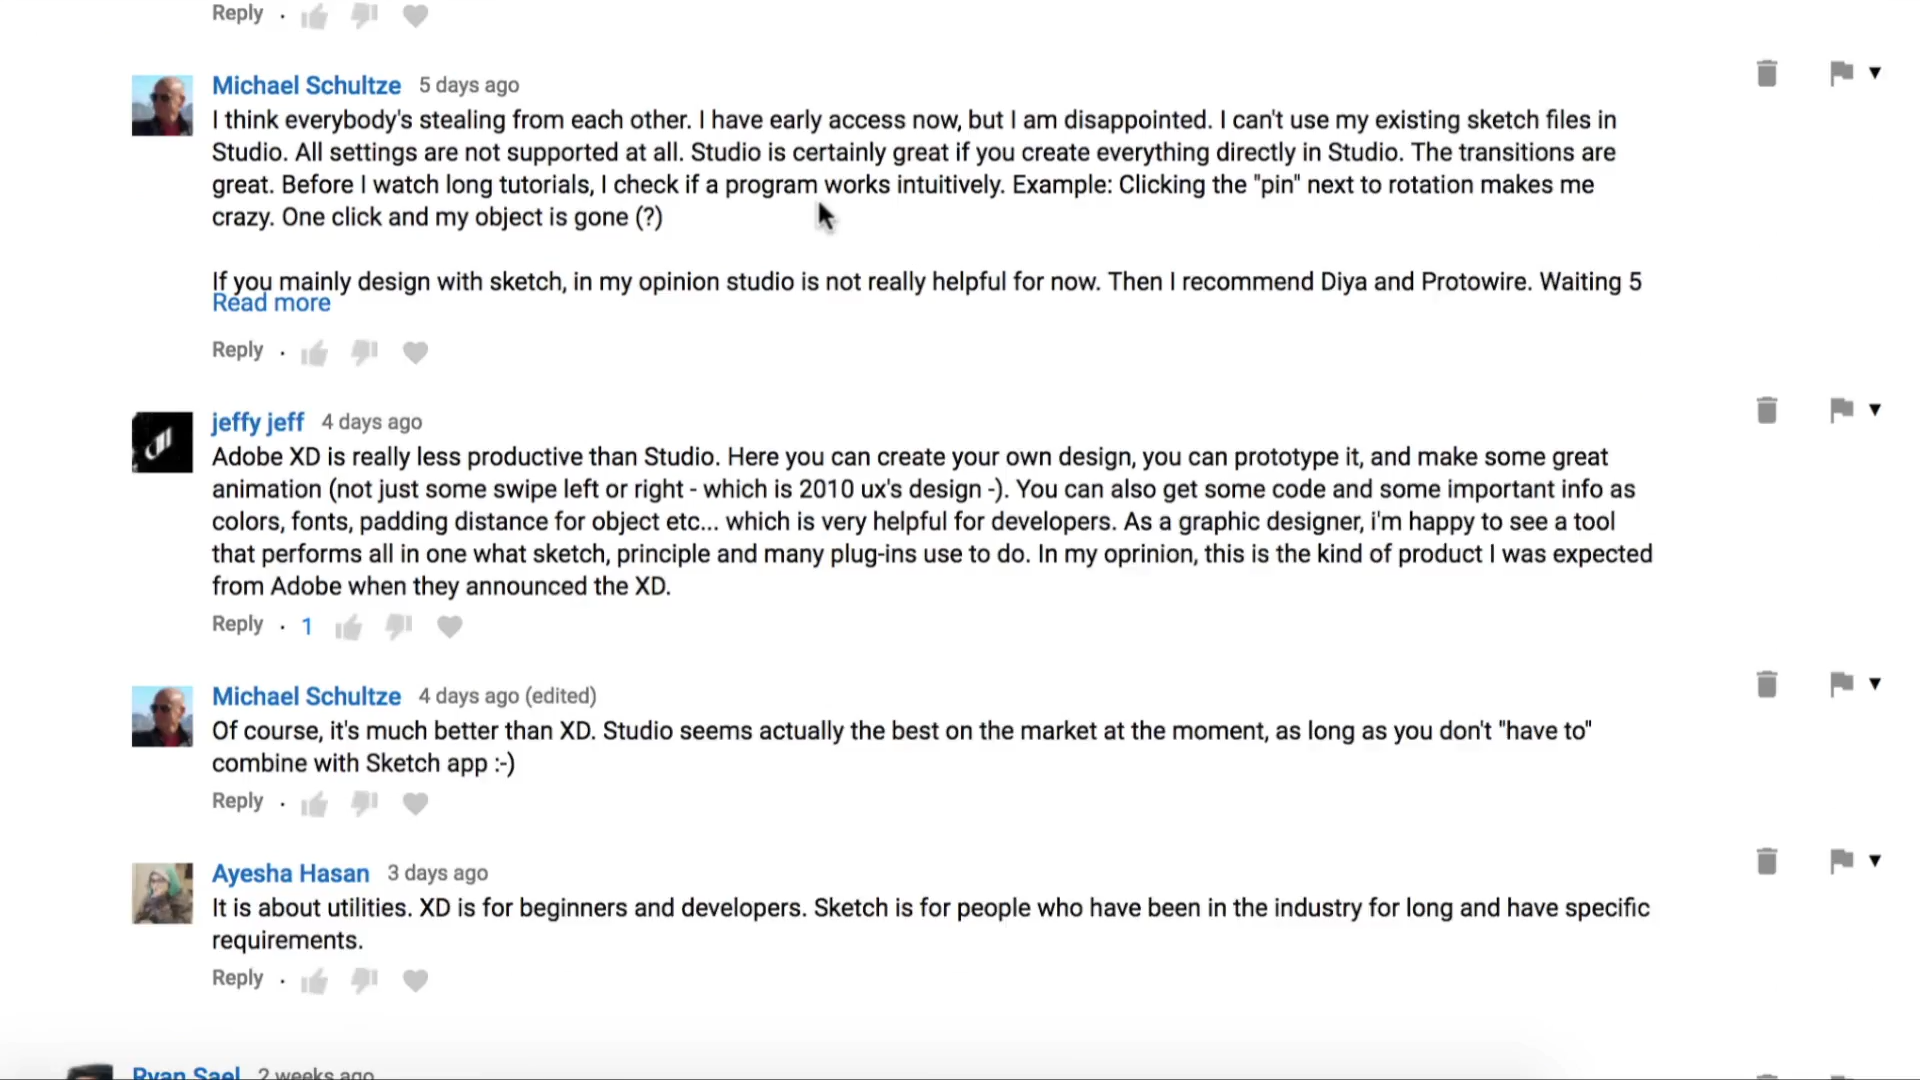 Reply .
Michael Schultze 5 days ago
I think everybody's stealing from each other. I have early access now, but I am disappointed. I can't use my existing sketch files in
Studio. All settings are not supported at all. Studio is certainly great if you create everything directly in Studio. The transitions are
great. Before I watch long tutorials, I check if a program works intuitively. Example: Clicking the "pin" next to rotation makes me
crazy. One click and my object is gone (?)
If you mainly design with sketch, in my opinion studio is not really helpful for now. Then I recommend Diya and Protowire. Waiting 5
Read more
Reply .
jeffy jeff 4 days ago
Adobe XD is really less productive than Studio. Here you can create your own design, you can prototype it, and make some great
animation (not just some swipe left or right - which is 2010 ux's design -). You can also get some code and some important info as
colors, fonts, padding distance for object etc... which is very helpful for developers. As a graphic designer, i'm happy to see a tool
that performs all in one what sketch, principle and many plug-ins use to do. In my oprinion, this is the kind of product I was expected
from Adobe when they announced the XD.
Reply . 1
Michael Schultze 4 days ago (edited)
Of course, it's much better than XD. Studio seems actually the best on the market at the moment, as long as you don't "have to"
combine with Sketch app :-)
Reply .
Ayesha Hasan 3 days ago
It is about utilities. XD is for beginners and developers. Sketch is for people who have been in the industry for long and have specific
requirements.
Reply .
Ryan Sael 2 weeks ago